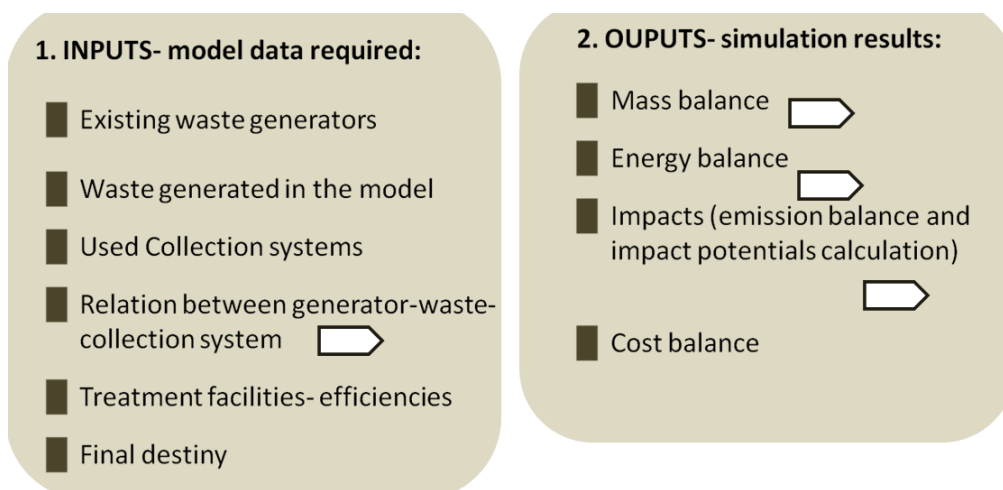 1. INPUTS- model data required:
Existing waste generators
Waste generated in the model
Used Collection systems
Relation between generator-waste-
collection system
Treatment facilities- efficiencies
Final destiny
2. OUPUTS- simulation results:
Mass balance
Energy balance
Impacts (emission balance and
impact potentials calculation)
Cost balance